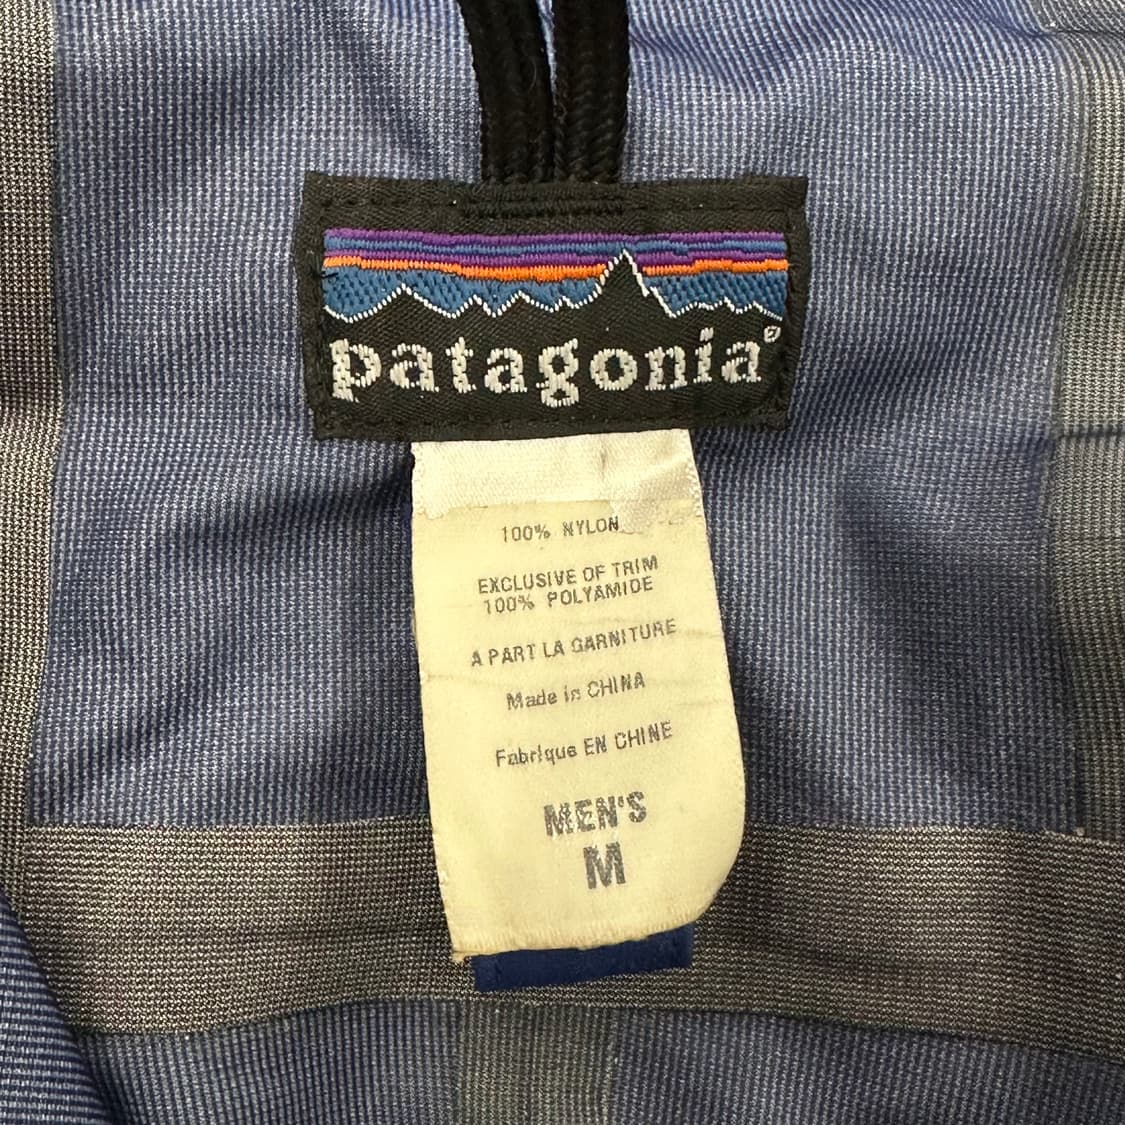 patagonia®
100% NYLON
EXCLUSIVE OF TRIM
100% POLYAMIDE
A PART LA GARNITURE
Made in CHINA
Fabrique EN CHINE
MEN'S
M